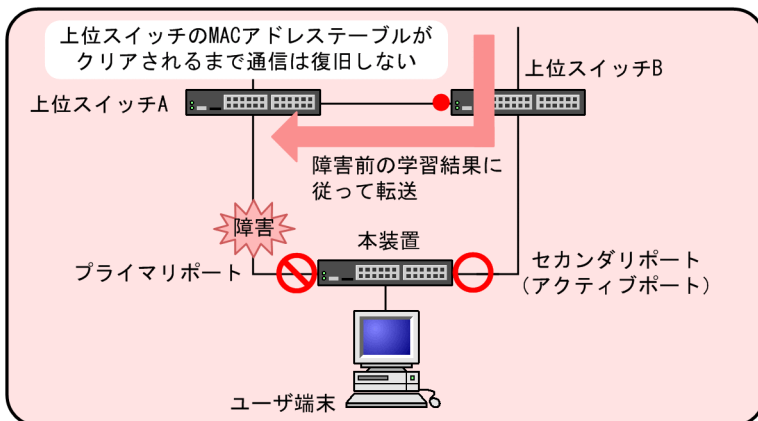 上位スイッチのMACアドレステーブルが
クリアされるまで通信は復旧しない
上位スイッチB
上位スイッチA
障害前の学習結果に
従って転送
障害
本装置
プライマリポート
セカンダリポート
（アクティブポート）
ユーザ端末